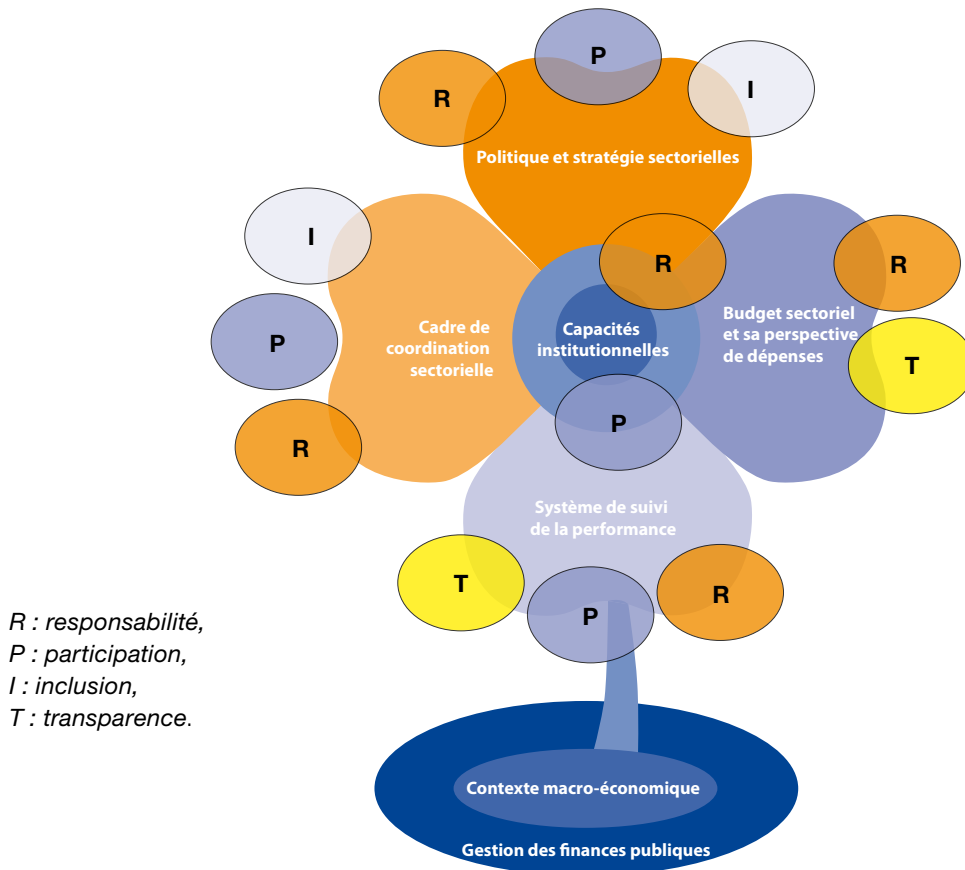 P
R
I
Politique et stratégie sectorielles
I
R
R
P
Cadre de
coordination
sectorielle
Capacités
institutionnelles
Budget sectoriel
et sa perspective
de dépenses
T
R
P
Système de suivi
de la performance
T
P
R
R : responsabilité,
P : participation,
I : inclusion,
T : transparence.
Contexte macro-économique
Gestion des finances publiques